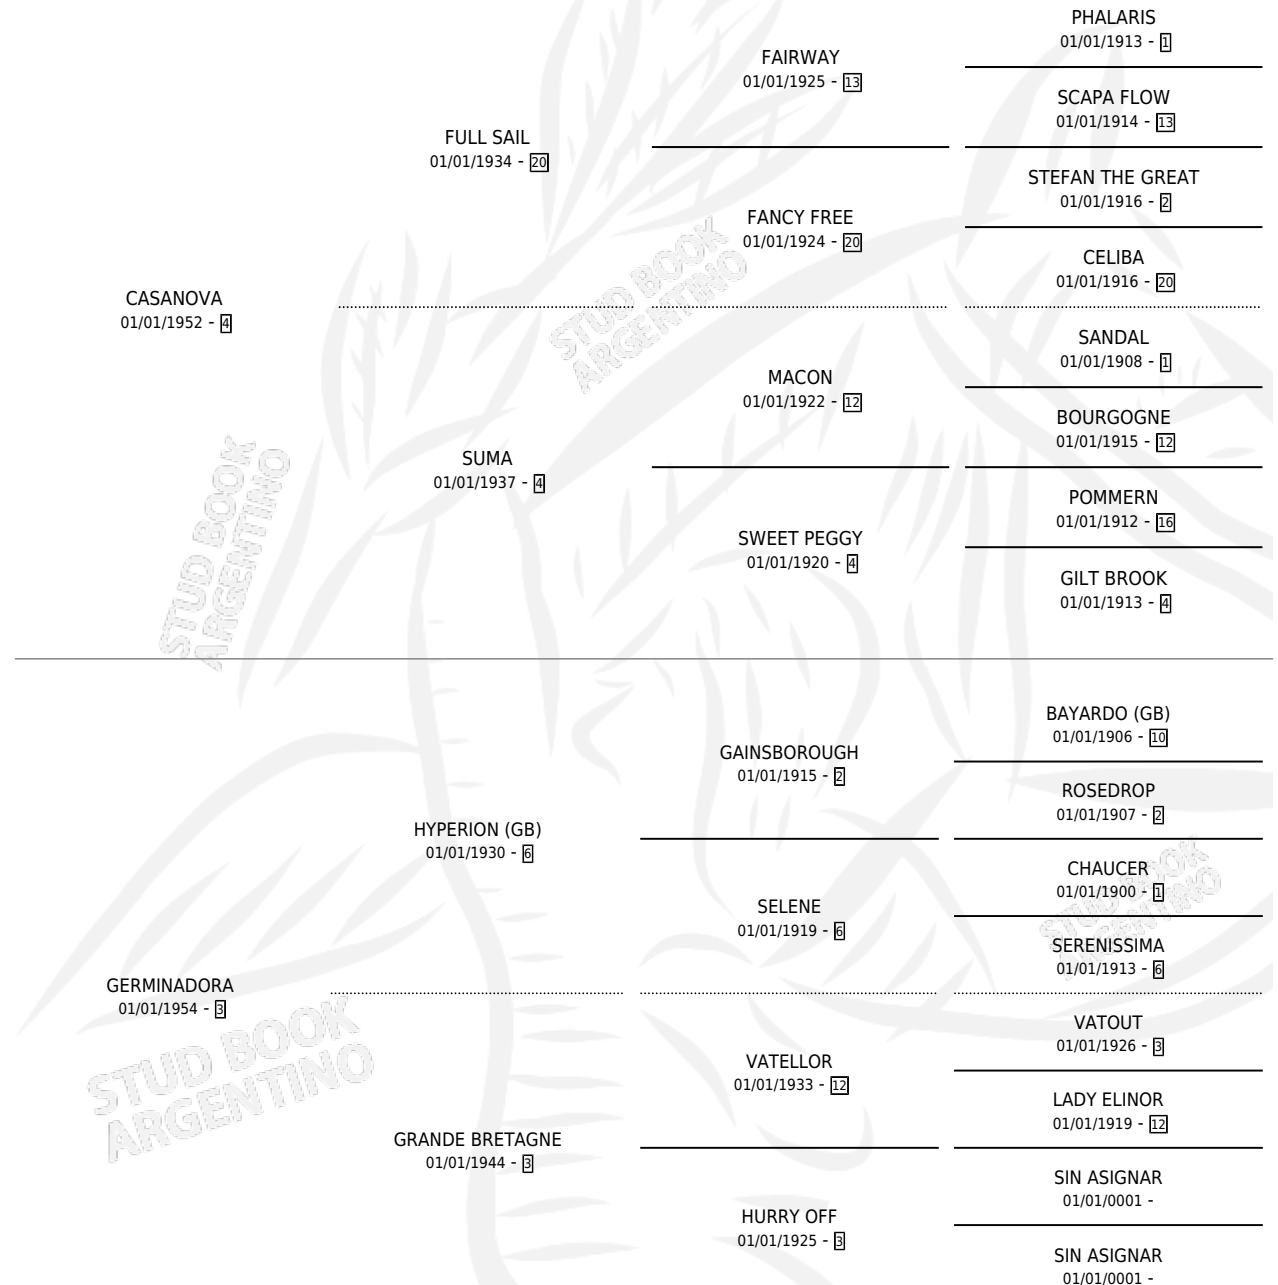 PHALARIS
01/01/1913 - 1
FAIRWAY
01/01/1925 - 13
SCAPA FLOW
01/01/1914 - 13
FULL SAIL
01/01/1934 - 20
STEFAN THE GREAT
01/01/1916 - 2
FANCY FREE
01/01/1924 - 20
CELIBA
01/01/1916 - 20
CASANOVA
01/01/1952 - 4
SANDAL
01/01/1908 - 1
MACON
01/01/1922 - 12
BOURGOGNE
01/01/1915 - 12
SUMA
01/01/1937 - 4
POMMERN
01/01/1912 - 16
SWEET PEGGY
01/01/1920 - 4
GILT BROOK
01/01/1913 - 4
BAYARDO (GB)
01/01/1906 - 10
GAINSBOROUGH
01/01/1915 - 2
ROSEDROP
01/01/1907 - 2
HYPERION (GB)
01/01/1930 - 6
CHAUCER
01/01/1900 - 1
SELENE
01/01/1919 - 6
SERENISSIMA
01/01/1913 - 6
GERMINADORA
01/01/1954 - 3
VATOUT
01/01/1926 - 3
VATELLOR
01/01/1933 - 12
LADY ELINOR
01/01/1919 - 12
GRANDE BRETAGNE
01/01/1944 - 3
SIN ASIGNAR
01/01/0001 -
HURRY OFF
01/01/1925 - 3
SIN ASIGNAR
01/01/0001 -
STUD BOOK
ARGENTINO
STUD BOOK
ARGENTINO
STUD BOOK
ARGENTINO
STUD BOOK
ARGENTINO